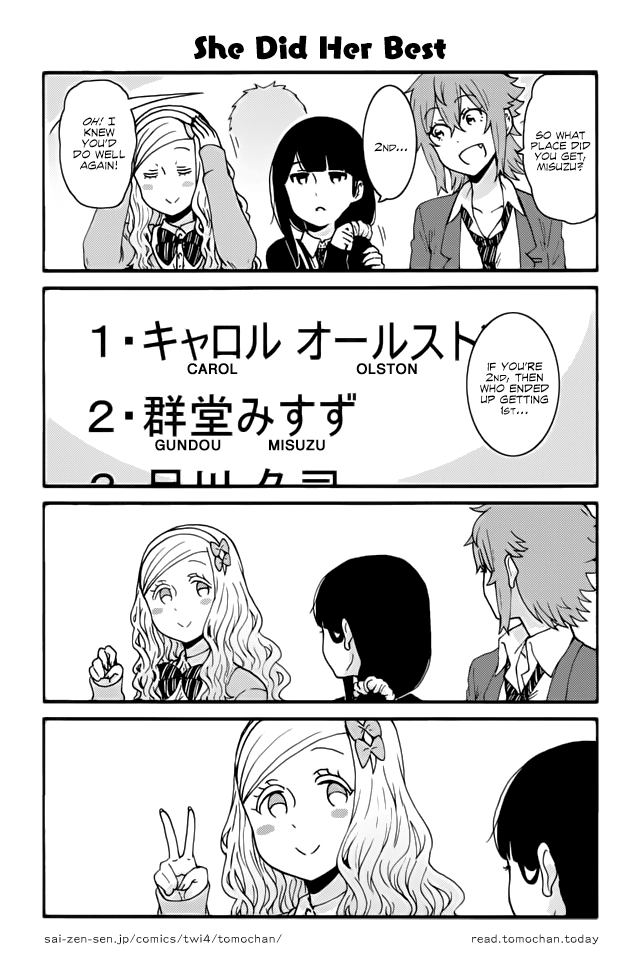 She Did Her Best
SO WHAT
PLACE DID
YOU GET,
MISUZU?
2ND...
OH! I
KNEW
YOU'D
DO WELL
AGAIN!
IF YOU'RE
2ND, THEN
WHO ENDED
UP GETTING
1ST...
1・キャロル オールスト
CAROL OLSTON
2・群堂みすず
GUNDOU MISUZU
sai-zen-sen.jp/comics/twi4/tomochan/
read.tomochan.today